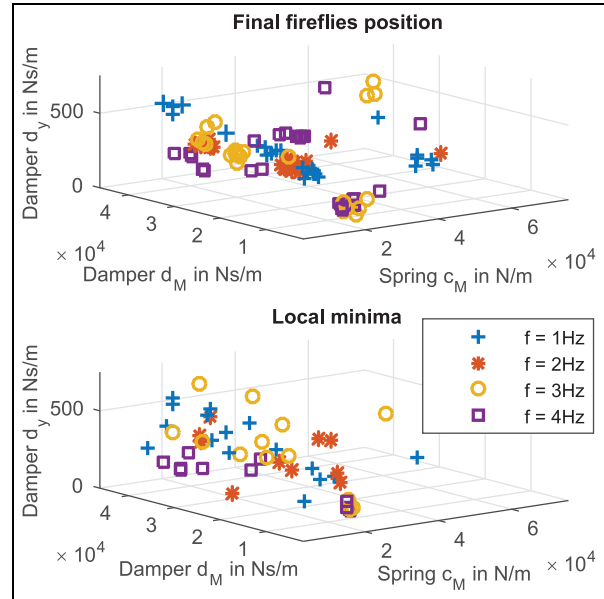 Final fireflies position
Damper d_y in Ns/m
500
0
4
3
2
1
× 10^4
Damper d_M in Ns/m
2
4
6
× 10^4
Spring c_M in N/m
Local minima
f = 1Hz
f = 2Hz
f = 3Hz
f = 4Hz
Damper d_y in Ns/m
500
0
4
3
2
1
× 10^4
Damper d_M in Ns/m
2
4
6
× 10^4
Spring c_M in N/m